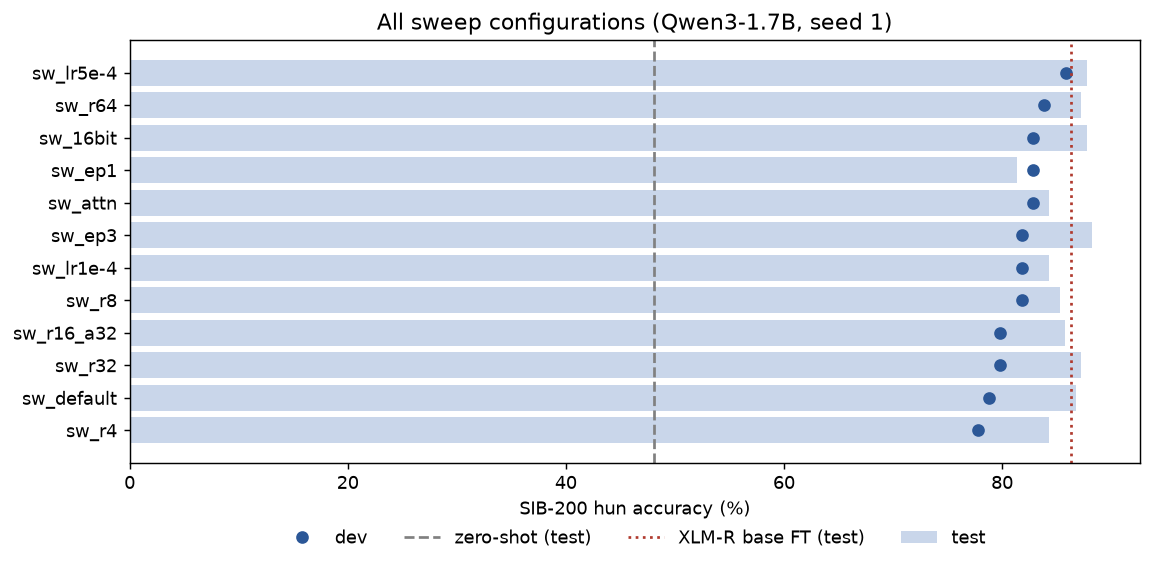 All sweep configurations (Qwen3-1.7B, seed 1)
sw_lr5e-4
sw_r64
sw_16bit
sw_ep1
sw_attn
sw_ep3
sw_lr1e-4
sw_r8
sw_r16_a32
sw_r32
sw_default
sw_r4
0 20 40 60 80
SIB-200 hun accuracy (%)
dev zero-shot (test) XLM-R base FT (test) test